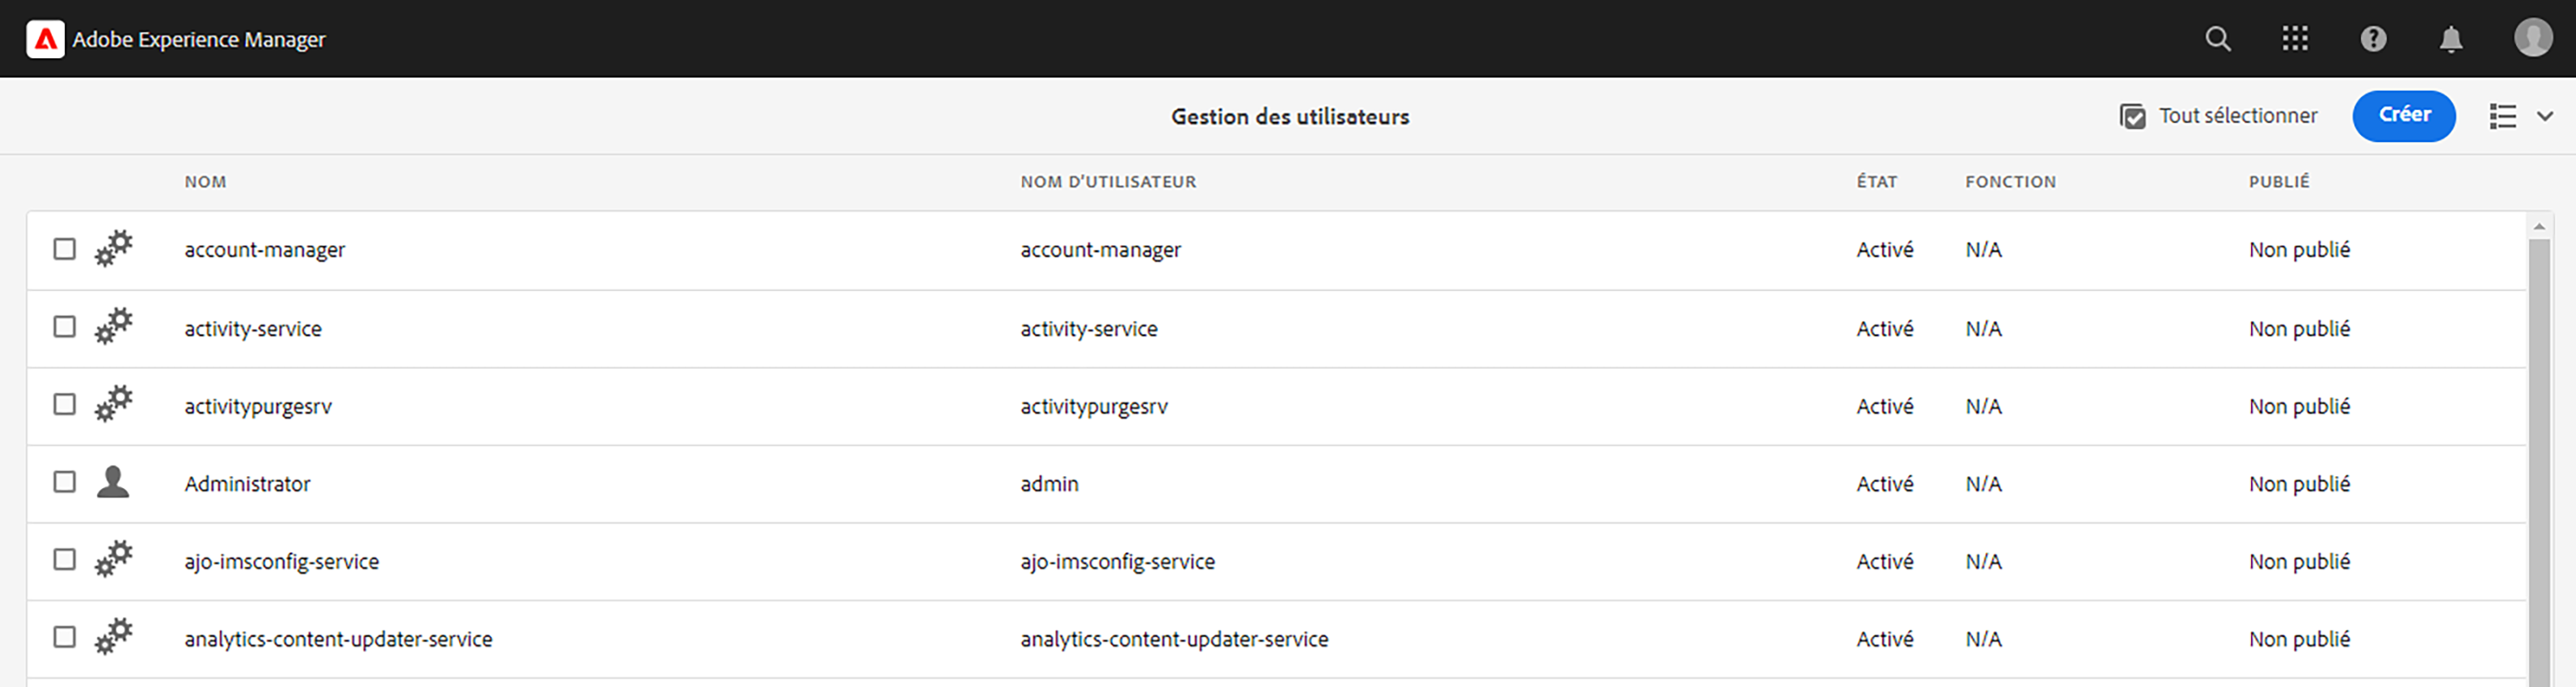 Adobe Experience Manager
Gestion des utilisateurs Tout sélectionner Créer
NOM NOM D'UTILISATEUR ÉTAT FONCTION PUBLIÉ
account-manager account-manager Activé N/A Non publié
activity-service activity-service Activé N/A Non publié
activitypurgesrv activitypurgesrv Activé N/A Non publié
Administrator admin Activé N/A Non publié
ajo-imsconfig-service ajo-imsconfig-service Activé N/A Non publié
analytics-content-updater-service analytics-content-updater-service Activé N/A Non publié